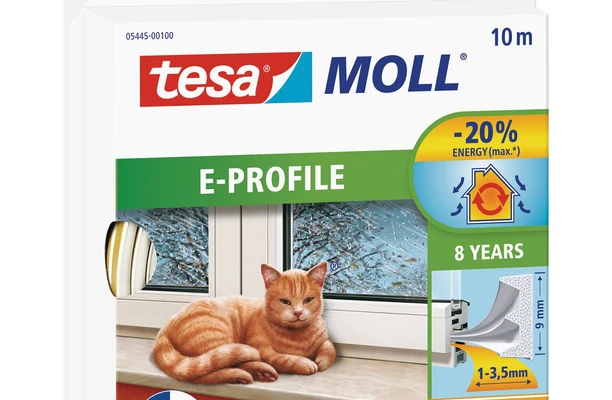 05445-00100
10 m
tesa® MOLL®
-20%
ENERGY (max.*)
E-PROFILE
8 YEARS
9 mm
1-3,5mm